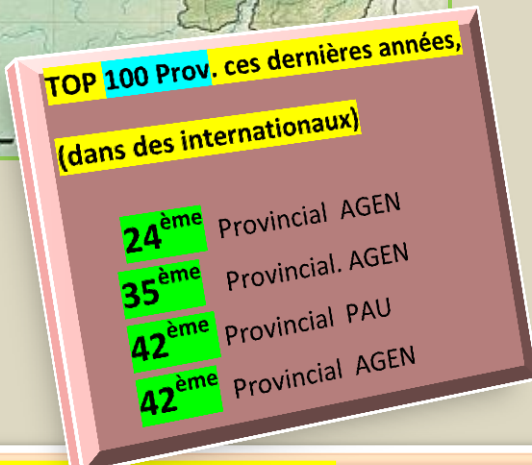 TOP 100 Prov. ces dernières années,
(dans des internationaux)
24ème Provincial AGEN
35ème Provincial. AGEN
42ème Provincial PAU
42ème Provincial AGEN